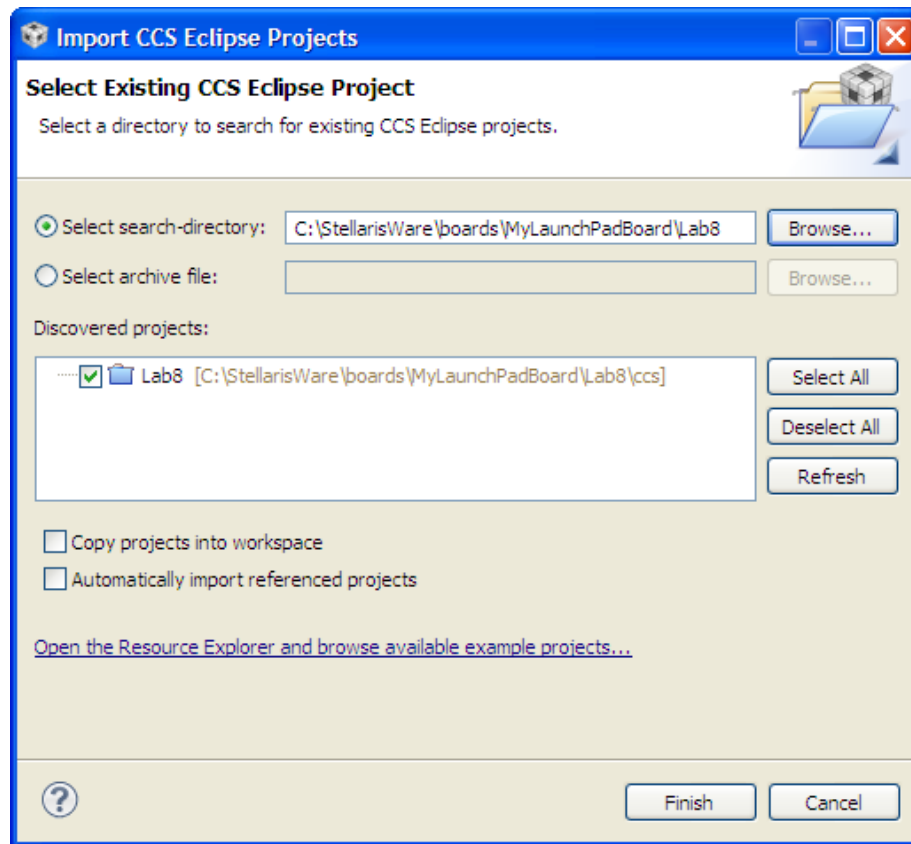 Import CCS Eclipse Projects
Select Existing CCS Eclipse Project
Select a directory to search for existing CCS Eclipse projects.
Select search-directory: C:\StellarisWare\boards\MyLaunchPadBoard\Lab8 Browse...
Select archive file: Browse...
Discovered projects:
Lab8 [C:\StellarisWare\boards\MyLaunchPadBoard\Lab8\ccs]
Select All
Deselect All
Refresh
Copy projects into workspace
Automatically import referenced projects
Open the Resource Explorer and browse available example projects...
? Finish Cancel